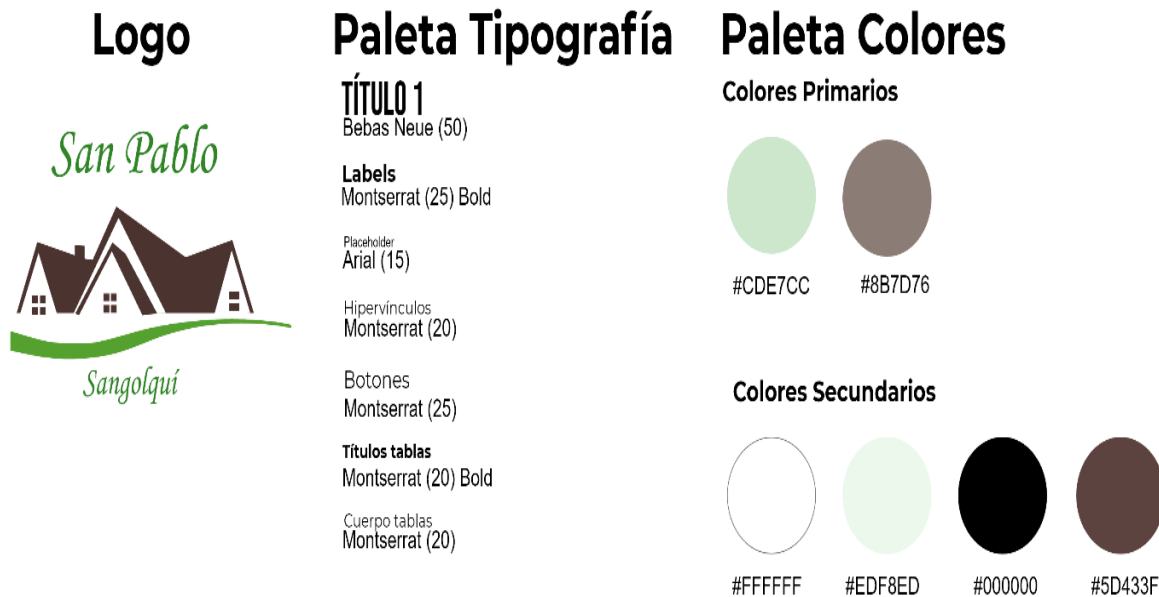 Logo
San Pablo
Sangolquí
Paleta Tipografía
TÍTULO 1
Bebas Neue (50)
Labels
Montserrat (25) Bold
Placeholder
Arial (15)
Hipervínculos
Montserrat (20)
Botones
Montserrat (25)
Títulos tablas
Montserrat (20) Bold
Cuerpo tablas
Montserrat (20)
Paleta Colores
Colores Primarios
#CDE7CC
#8B7D76
Colores Secundarios
#FFFFFF
#EDF8ED
#000000
#5D433F